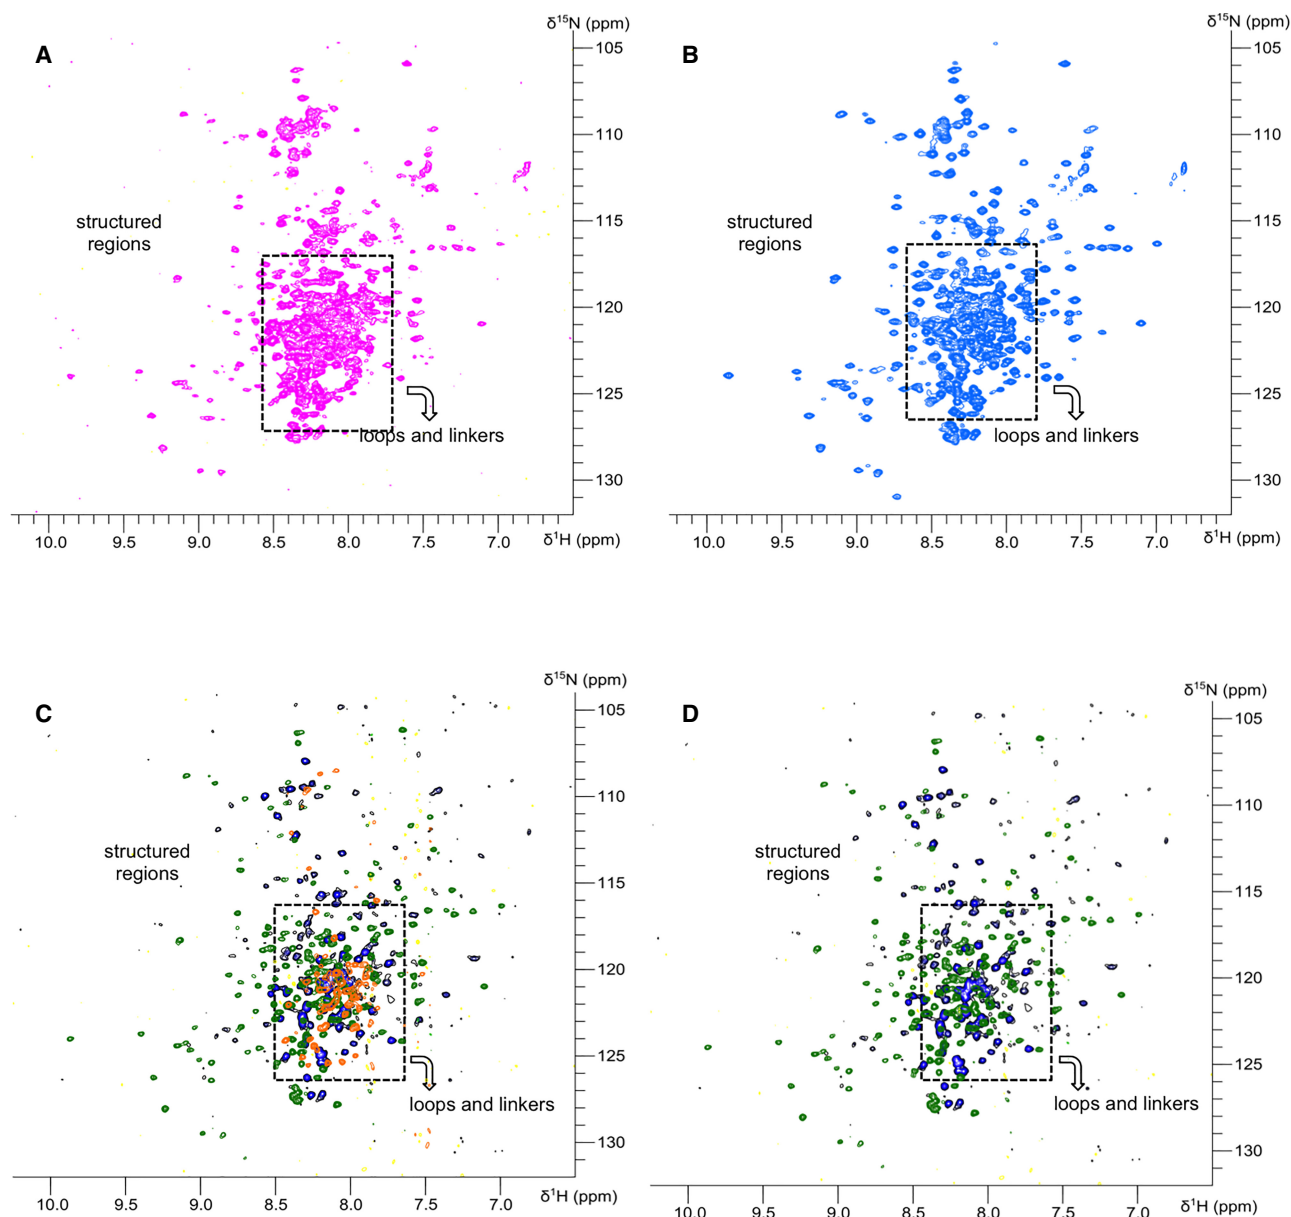 A
δ¹⁵N (ppm)
105
110
115
120
125
130
structured
regions
loops and linkers
10.0 9.5 9.0 8.5 8.0 7.5 7.0 δ¹H (ppm)
B
δ¹⁵N (ppm)
105
110
115
120
125
130
structured
regions
loops and linkers
10.0 9.5 9.0 8.5 8.0 7.5 7.0 δ¹H (ppm)
C
δ¹⁵N (ppm)
105
110
115
120
125
130
structured
regions
loops and linkers
10.0 9.5 9.0 8.5 8.0 7.5 7.0 δ¹H (ppm)
D
δ¹⁵N (ppm)
105
110
115
120
125
130
structured
regions
loops and linkers
10.0 9.5 9.0 8.5 8.0 7.5 7.0 δ¹H (ppm)